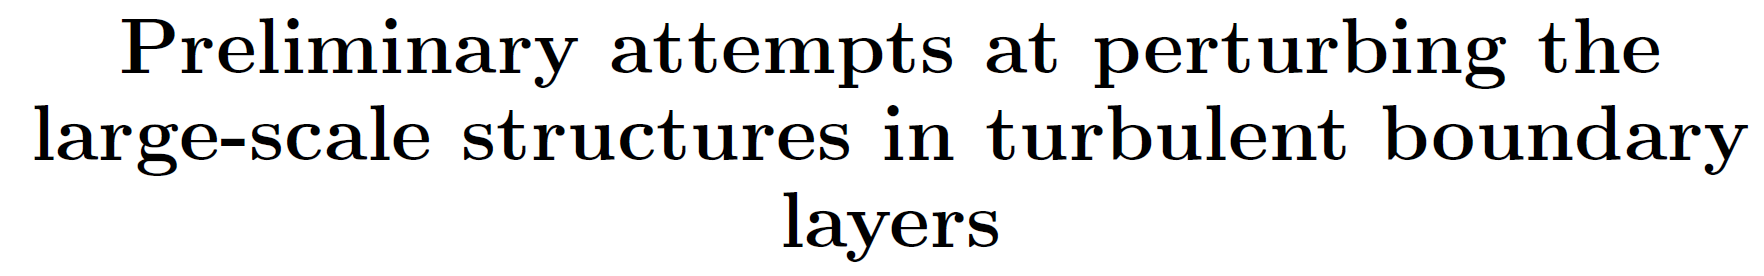 Preliminary attempts at perturbing the
large-scale structures in turbulent boundary
layers